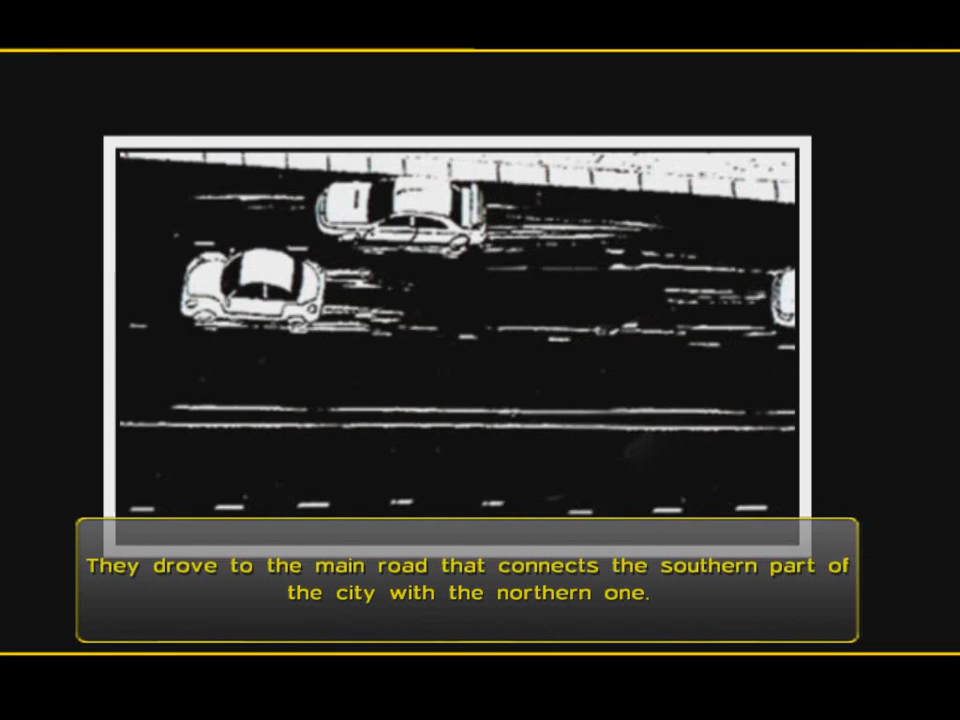 They drove to the main road that connects the southern part of
the city with the northern one.